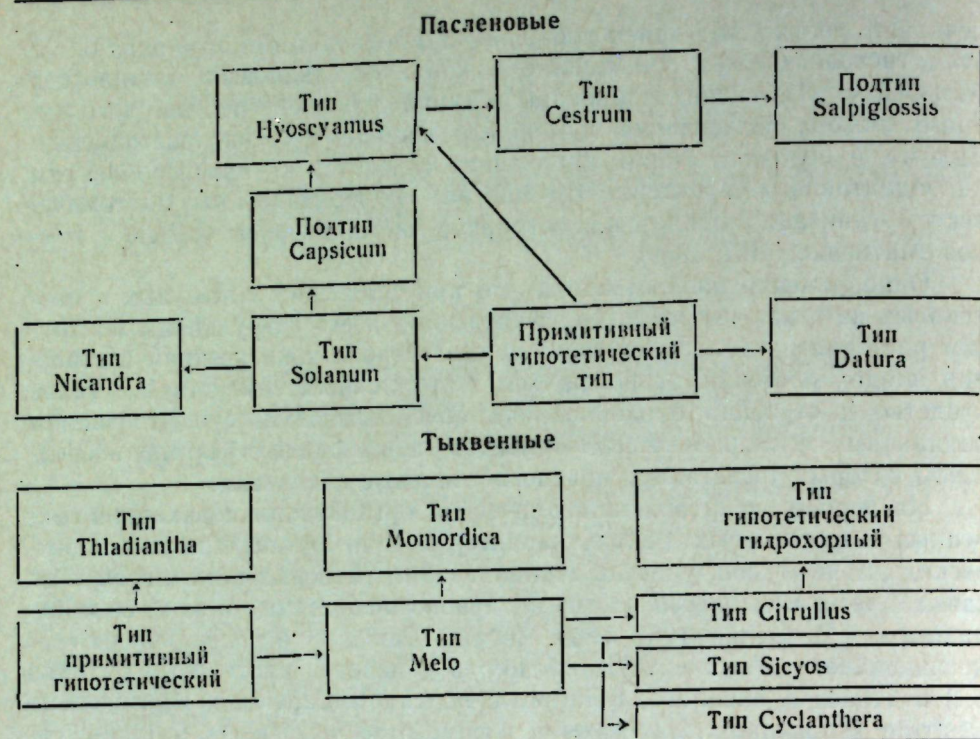 Пасленовые
Тип
Hyoscyamus
Тип
Cestrum
Подтип
Salpiglossis
Подтип
Capsicum
Тип
Nicandra
Тип
Solanum
Примитивный
гипотетический
тип
Тип
Datura
Тыквенные
Тип
Thladiantha
Тип
Momordica
Тип
гипотетический
гидрохорный
Тип
примитивный
гипотетический
Тип
Melo
Тип Citrullus
Тип Sicyos
Тип Cyclanthera